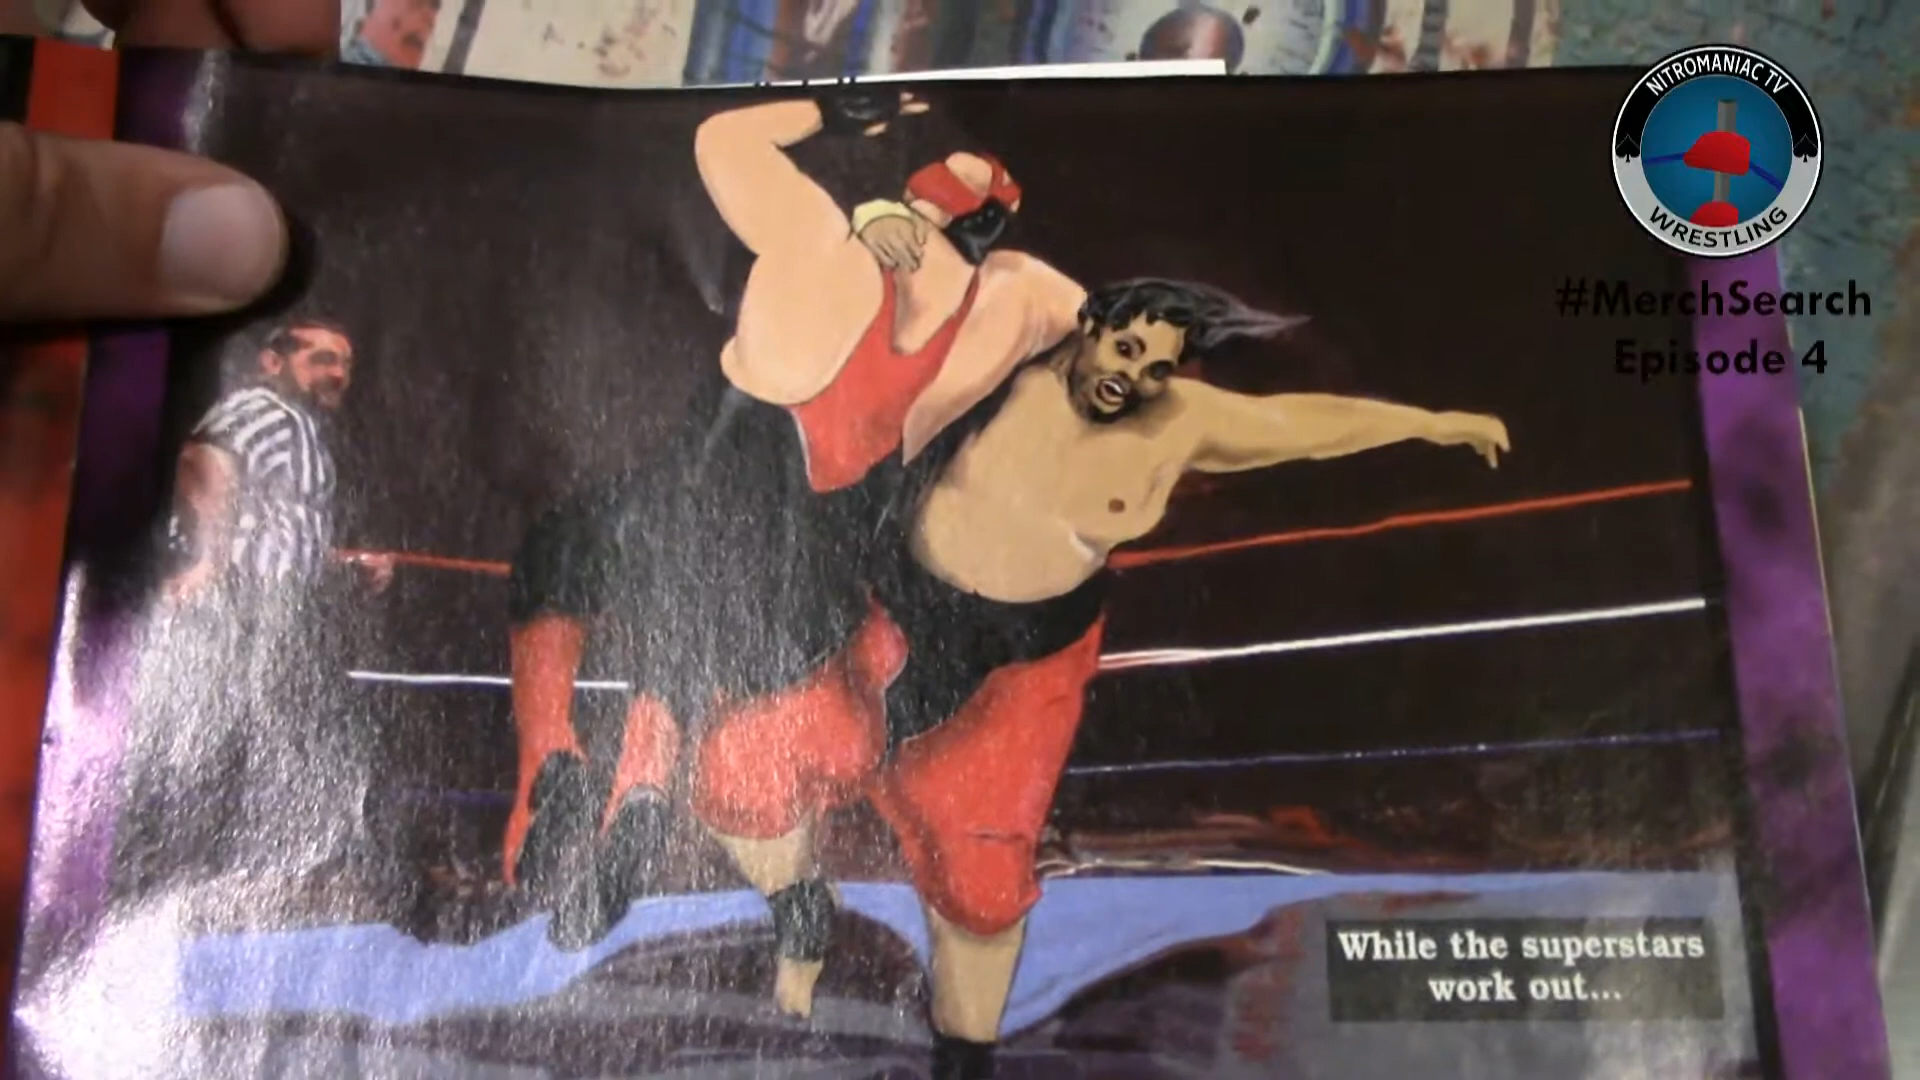 NITROMANIAC TV
WRESTLING
#MerchSearch
Episode 4
While the superstars
work out...